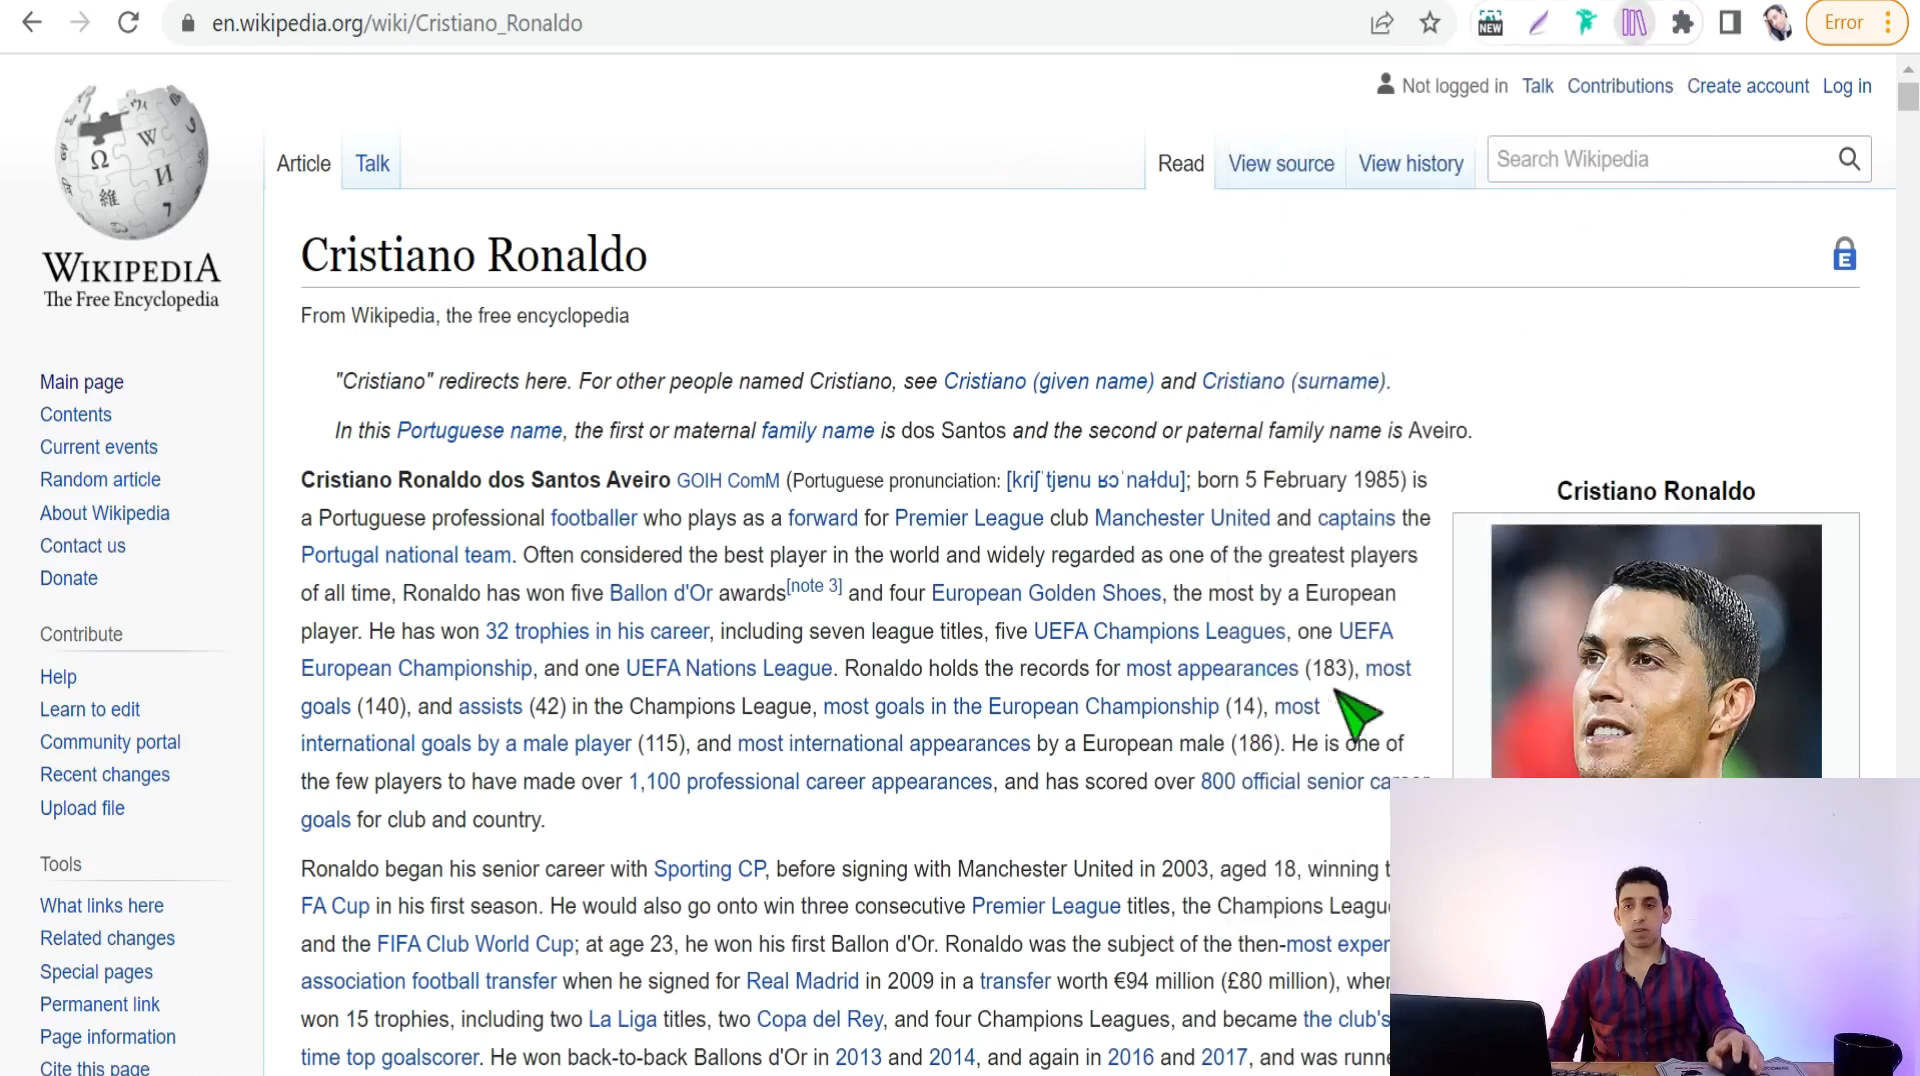 en.wikipedia.org/wiki/Cristiano_Ronaldo
NEW
Error
Not logged in Talk Contributions Create account Log in
Article Talk
Read View source View history
Search Wikipedia
WIKIPEDIA
The Free Encyclopedia
Cristiano Ronaldo
E
From Wikipedia, the free encyclopedia
"Cristiano" redirects here. For other people named Cristiano, see Cristiano (given name) and Cristiano (surname).
In this Portuguese name, the first or maternal family name is dos Santos and the second or paternal family name is Aveiro.
Main page
Contents
Current events
Random article
About Wikipedia
Contact us
Donate
Contribute
Help
Learn to edit
Community portal
Recent changes
Upload file
Tools
What links here
Related changes
Special pages
Permanent link
Page information
Cite this page
Cristiano Ronaldo dos Santos Aveiro GOIH ComM (Portuguese pronunciation: [kɾiʃˈtjɐnu ʁɔˈnaɫdu]; born 5 February 1985) is
a Portuguese professional footballer who plays as a forward for Premier League club Manchester United and captains the
Portugal national team. Often considered the best player in the world and widely regarded as one of the greatest players
of all time, Ronaldo has won five Ballon d'Or awards[note 3] and four European Golden Shoes, the most by a European
player. He has won 32 trophies in his career, including seven league titles, five UEFA Champions Leagues, one UEFA
European Championship, and one UEFA Nations League. Ronaldo holds the records for most appearances (183), most
goals (140), and assists (42) in the Champions League, most goals in the European Championship (14), most
international goals by a male player (115), and most international appearances by a European male (186). He is one of
the few players to have made over 1,100 professional career appearances, and has scored over 800 official senior
goals for club and country.
Ronaldo began his senior career with Sporting CP, before signing with Manchester United in 2003, aged 18, winning
FA Cup in his first season. He would also go onto win three consecutive Premier League titles, the Champions
and the FIFA Club World Cup; at age 23, he won his first Ballon d'Or. Ronaldo was the subject of the then-most
association football transfer when he signed for Real Madrid in 2009 in a transfer worth €94 million (£80 million),
won 15 trophies, including two La Liga titles, two Copa del Rey, and four Champions Leagues, and became the club's
time top goalscorer. He won back-to-back Ballons d'Or in 2013 and 2014, and again in 2016 and 2017, and was
Cristiano Ronaldo